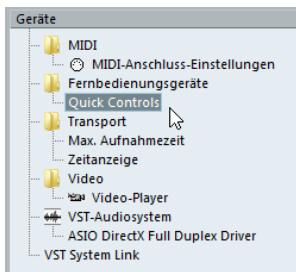 Geräte
MIDI
MIDI-Anschluss-Einstellungen
Fernbedienungsgeräte
Quick Controls
Transport
Max. Aufnahmezeit
Zeitanzeige
Video
Video-Player
VST-Audiosystem
ASIO DirectX Full Duplex Driver
VST System Link